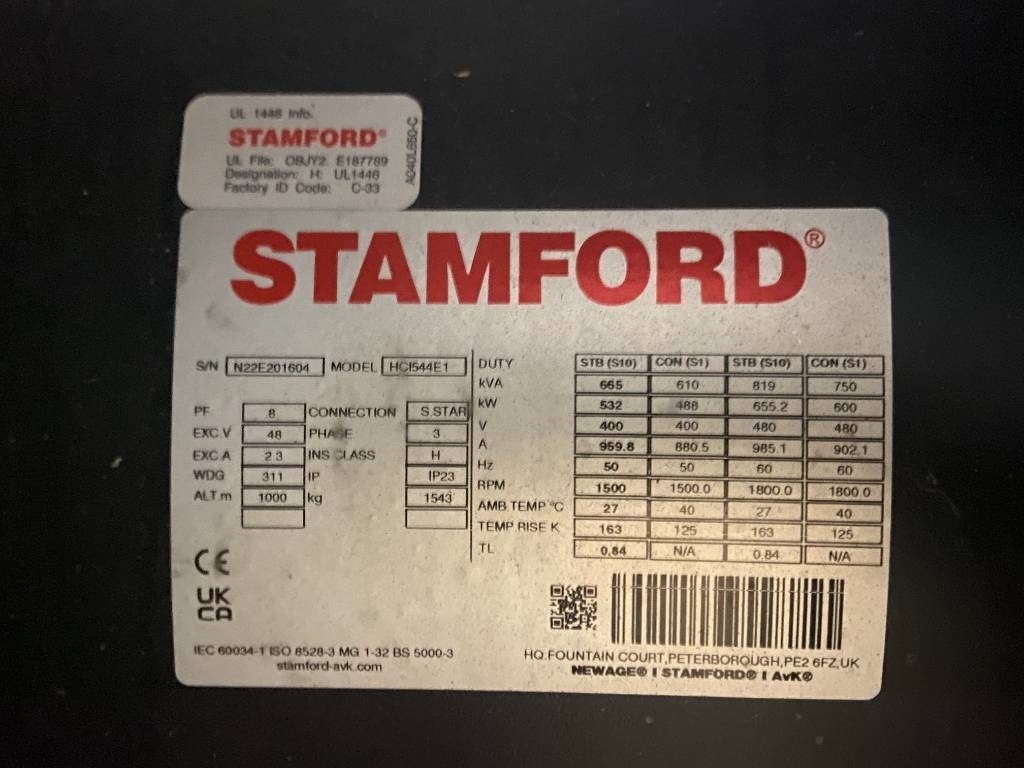 UL 1446 Info.
STAMFORD®
UL File: OBJY2. E187789
Designation: H: UL1446
Factory ID Code: C-33
A040L650-C
STAMFORD®
S/N N22E201604 MODEL HCI544E1
PF .8 CONNECTION S.STAR
EXC.V 48 PHASE 3
EXC.A 2.3 INS CLASS H
WDG 311 IP IP23
ALT.m 1000 kg 1543
DUTY STB (S10) CON (S1) STB (S10) CON (S1)
kVA 665 610 819 750
kW 532 488 655.2 600
V 400 400 480 480
A 959.8 880.5 985.1 902.1
Hz 50 50 60 60
RPM 1500 1500.0 1800.0 1800.0
AMB.TEMP °C 27 40 27 40
TEMP.RISE K 163 125 163 125
TL 0.84 N/A 0.84 N/A
CE
UK
CA
IEC 60034-1 ISO 8528-3 MG 1-32 BS 5000-3
stamford-avk.com
HQ.FOUNTAIN COURT,PETERBOROUGH,PE2 6FZ,UK
NEWAGE® I STAMFORD® I AvK®